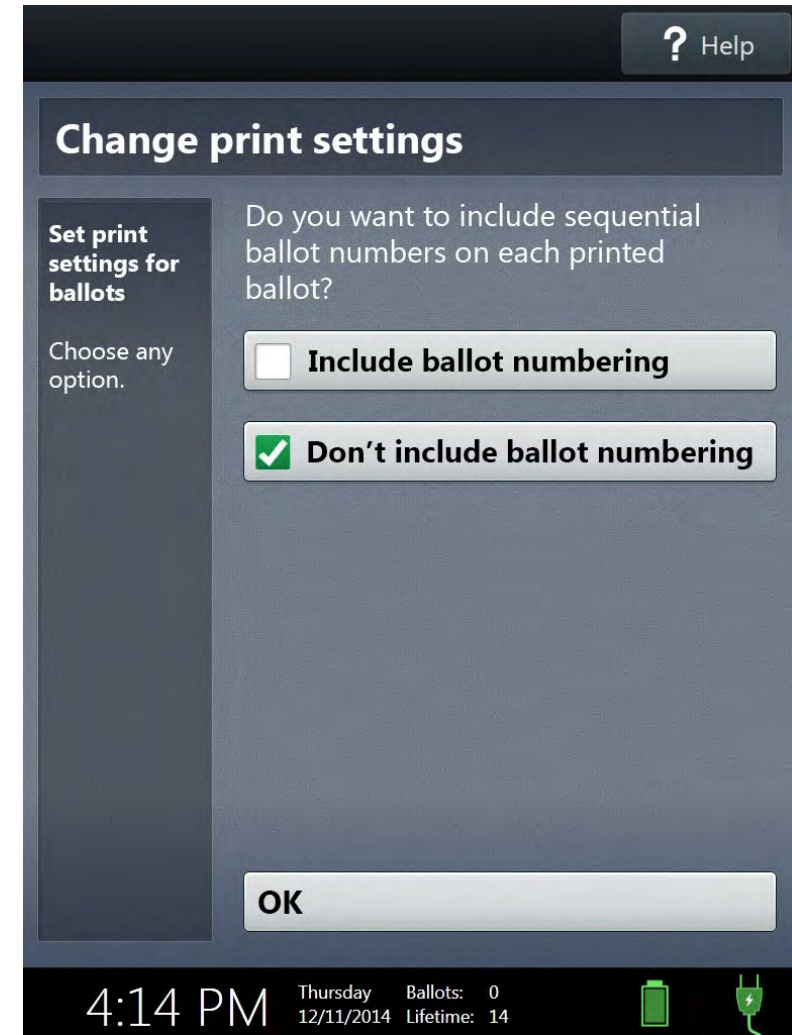 ? Help
Change print settings
Set print
settings for
ballots
Choose any
option.
Do you want to include sequential
ballot numbers on each printed
ballot?
Include ballot numbering
Don't include ballot numbering
OK
4:14 PM
Thursday
12/11/2014
Ballots: 0
Lifetime: 14